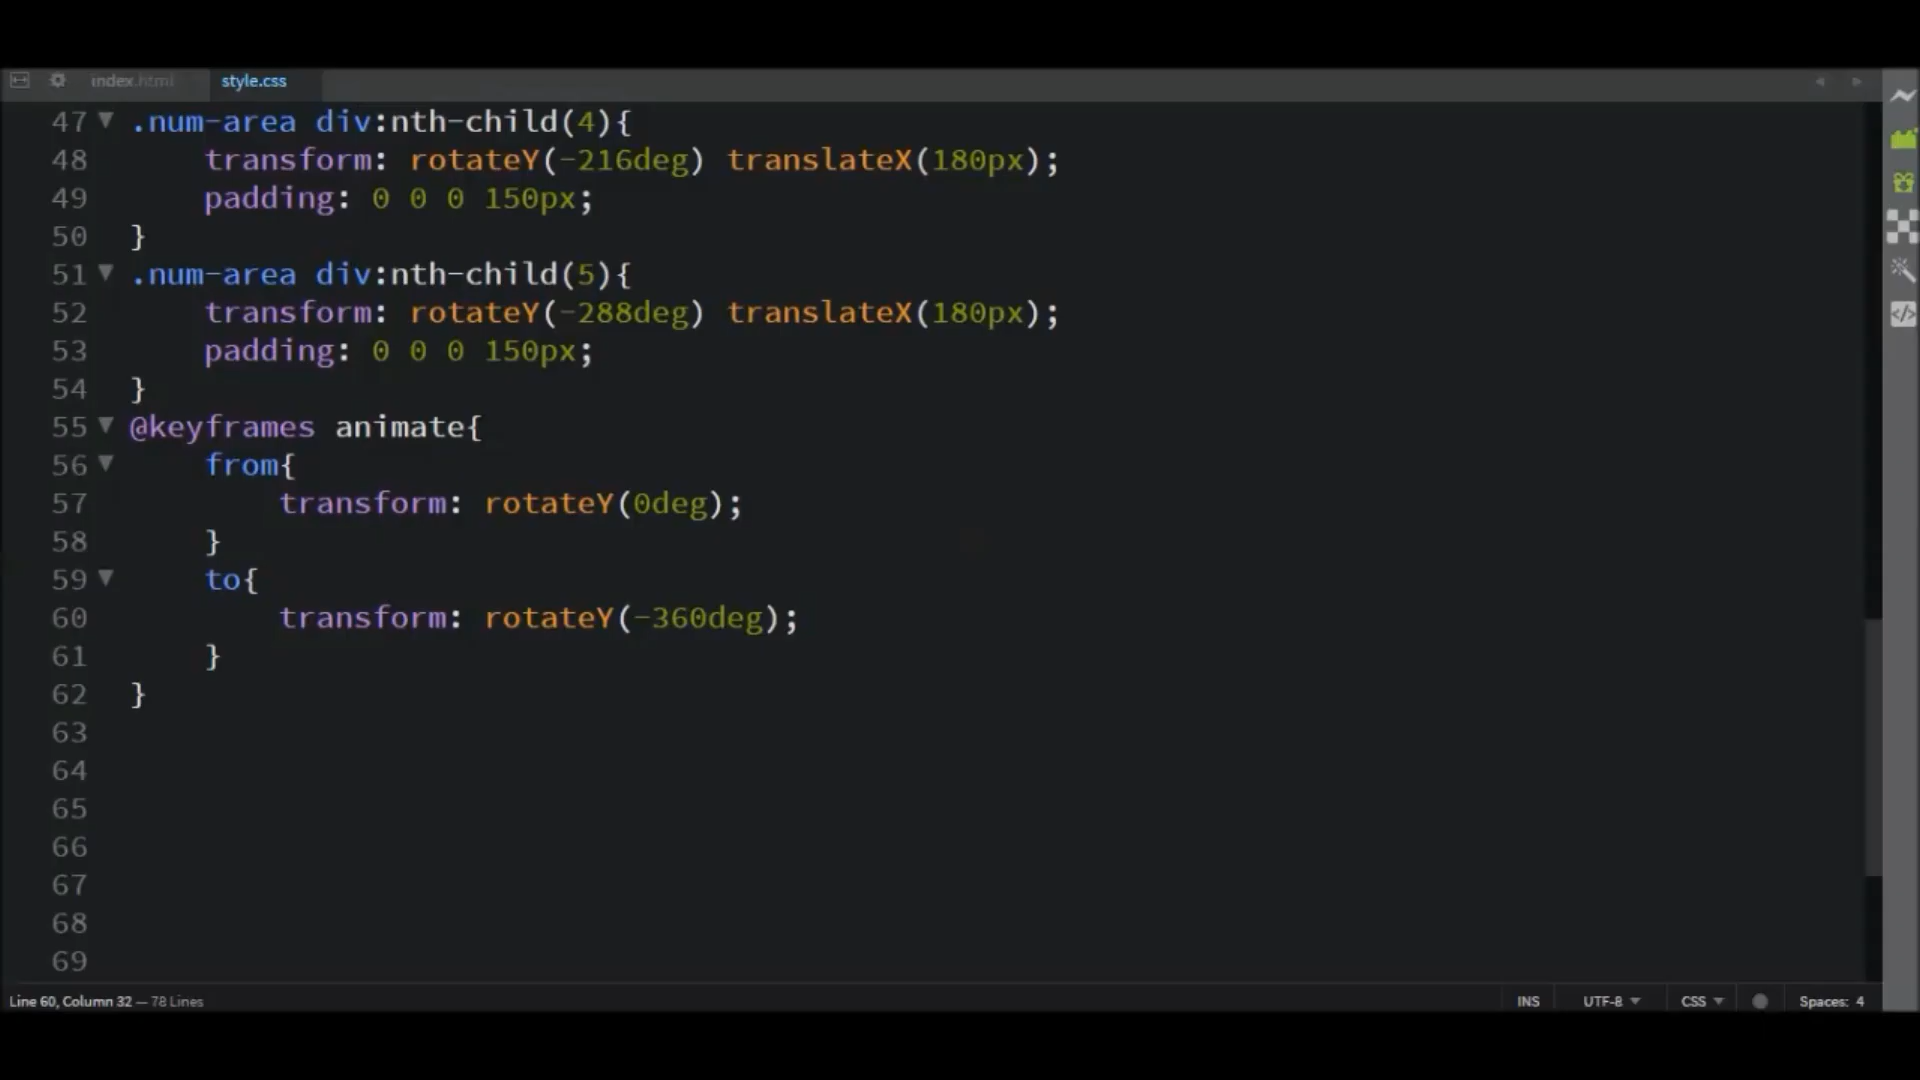 index.html style.css
47 .num-area div:nth-child(4){
48 transform: rotateY(-216deg) translateX(180px);
49 padding: 0 0 0 150px;
50 }
51 .num-area div:nth-child(5){
52 transform: rotateY(-288deg) translateX(180px);
53 padding: 0 0 0 150px;
54 }
55 @keyframes animate{
56 from{
57 transform: rotateY(0deg);
58 }
59 to{
60 transform: rotateY(-360deg);
61 }
62 }
63
64
65
66
67
68
69
Line 60, Column 32 — 78 Lines INS UTF-8 CSS Spaces: 4